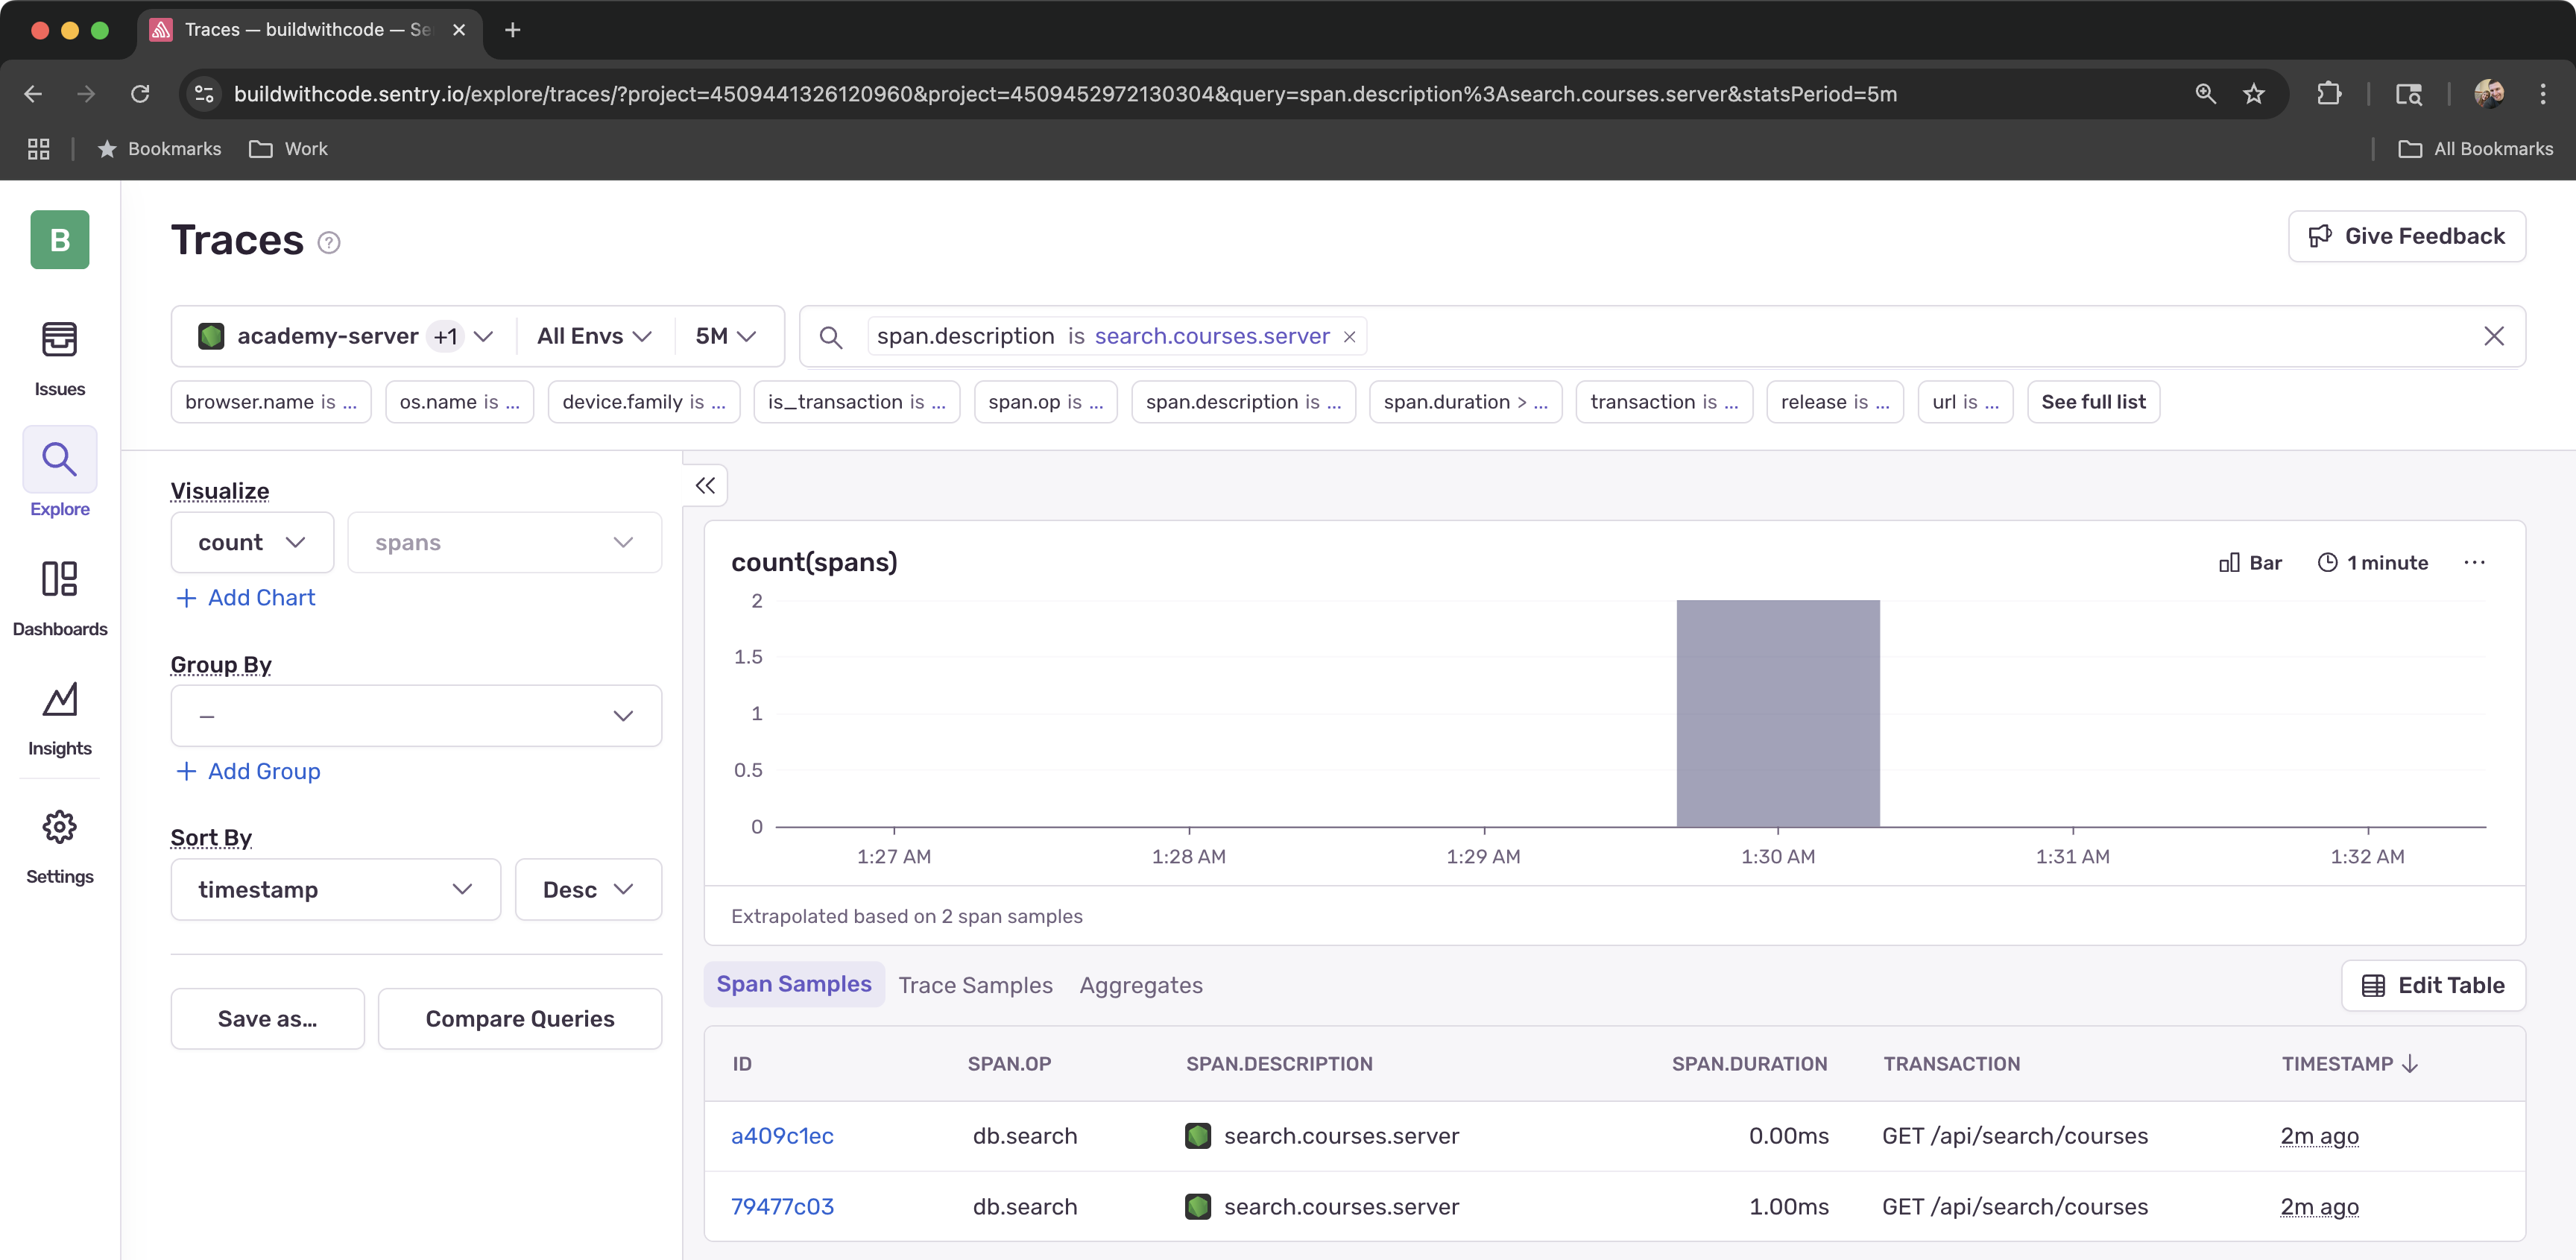 Traces — buildwithcode — Se
buildwithcode.sentry.io/explore/traces/?project=4509441326120960&project=4509452972130304&query=span.description%3Asearch.courses.server&statsPeriod=5m
Bookmarks
Work
All Bookmarks
B
Issues
Explore
Dashboards
Insights
Settings
Traces ?
Give Feedback
academy-server +1
All Envs
5M
span.description is search.courses.server
browser.name is ...
os.name is ...
device.family is ...
is_transaction is ...
span.op is ...
span.description is ...
span.duration > ...
transaction is ...
release is ...
url is ...
See full list
Visualize
count
spans
+ Add Chart
Group By
—
+ Add Group
Sort By
timestamp
Desc
Save as…
Compare Queries
count(spans)
Bar
1 minute
2
1.5
1
0.5
0
1:27 AM
1:28 AM
1:29 AM
1:30 AM
1:31 AM
1:32 AM
Extrapolated based on 2 span samples
Span Samples
Trace Samples
Aggregates
Edit Table
ID SPAN.OP SPAN.DESCRIPTION SPAN.DURATION TRANSACTION TIMESTAMP
a409c1ec db.search search.courses.server 0.00ms GET /api/search/courses 2m ago
79477c03 db.search search.courses.server 1.00ms GET /api/search/courses 2m ago